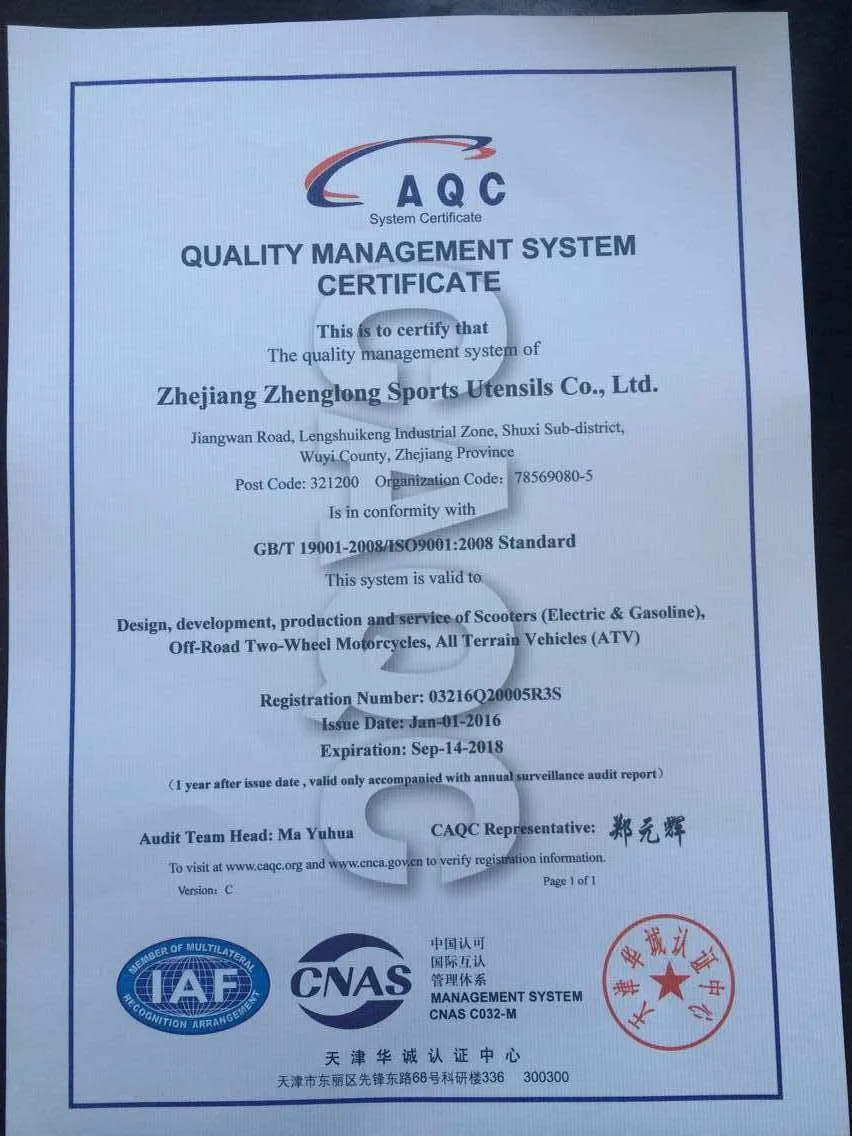 CAQC
System Certificate
QUALITY MANAGEMENT SYSTEM
CERTIFICATE
This is to certify that
The quality management system of
Zhejiang Zhenglong Sports Utensils Co., Ltd.
Jiangwan Road, Lengshuikeng Industrial Zone, Shuxi Sub-district,
Wuyi County, Zhejiang Province
Post Code: 321200 Organization Code: 78569080-5
Is in conformity with
GB/T 19001-2008/ISO9001:2008 Standard
This system is valid to
Design, development, production and service of Scooters (Electric & Gasoline),
Off-Road Two-Wheel Motorcycles, All Terrain Vehicles (ATV)
Registration Number: 03216Q20005R3S
Issue Date: Jan-01-2016
Expiration: Sep-14-2018
(1 year after issue date , valid only accompanied with annual surveillance audit report)
Audit Team Head: Ma Yuhua CAQC Representative: 郑元辉
To visit at www.caqc.org and www.cnca.gov.cn to verify registration information.
Version: C Page 1 of 1
CAQC
MEMBER OF MULTILATERAL
IAF
RECOGNITION ARRANGEMENT
CNAS
中国认可
国际互认
管理体系
MANAGEMENT SYSTEM
CNAS C032-M
天津华诚认证中心
天津华诚认证中心
天津市东丽区先锋东路68号科研楼336 300300